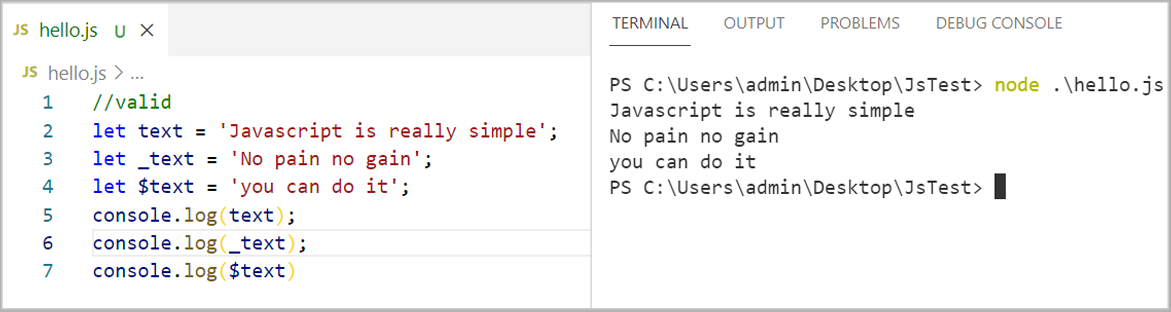 JS hello.js U ×
JS hello.js > ...
1 //valid
2 let text = 'Javascript is really simple';
3 let _text = 'No pain no gain';
4 let $text = 'you can do it';
5 console.log(text);
6 console.log(_text);
7 console.log($text)
TERMINAL OUTPUT PROBLEMS DEBUG CONSOLE
PS C:\Users\admin\Desktop\JsTest> node .\hello.js
Javascript is really simple
No pain no gain
you can do it
PS C:\Users\admin\Desktop\JsTest>